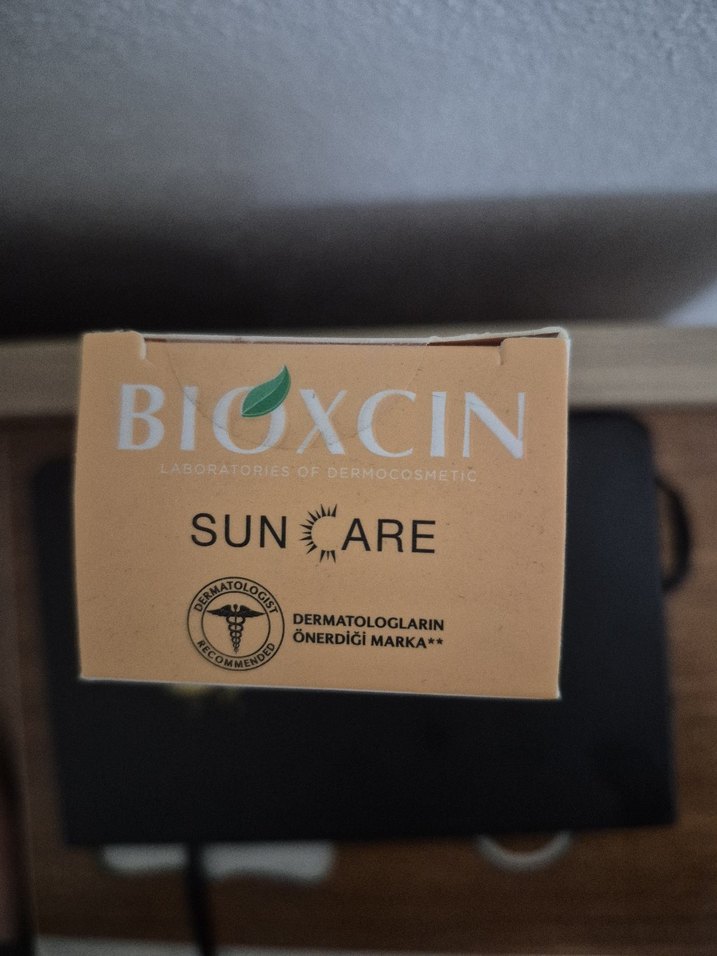 BIOXCIN
LABORATORIES OF DERMOCOSMETIC
SUN CARE
DERMATOLOGIST
RECOMMENDED
DERMATOLOGLARIN
ÖNERDİĞİ MARKA**